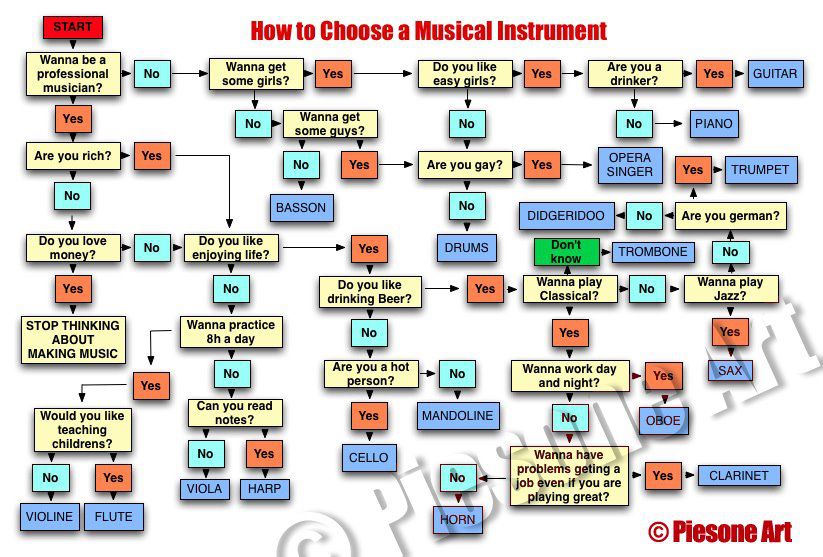 How to Choose a Musical Instrument
START
Wanna be a
professional
musician?
No
Wanna get
some girls?
Yes
Do you like
easy girls?
Yes
Are you a
drinker?
Yes
GUITAR
Yes
No
Wanna get
some guys?
No
No
PIANO
Are you rich?
Yes
No
Yes
Are you gay?
Yes
OPERA
SINGER
Yes
TRUMPET
No
BASSON
No
DIDGERIDOO
No
Are you german?
Do you love
money?
No
Do you like
enjoying life?
Yes
DRUMS
Don't
know
TROMBONE
No
Yes
No
Do you like
drinking Beer?
Yes
Wanna play
Classical?
No
Wanna play
Jazz?
STOP THINKING
ABOUT
MAKING MUSIC
Wanna practice
8h a day
No
Yes
Yes
Yes
No
Are you a hot
person?
No
Wanna work day
and night?
Yes
SAX
Would you like
teaching
childrens?
Can you read
notes?
Yes
MANDOLINE
No
OBOE
No
Yes
No
Yes
CELLO
No
Wanna have
problems geting a
job even if you are
playing great?
Yes
CLARINET
VIOLINE
FLUTE
VIOLA
HARP
HORN
© Piesone Art
© Piesone Art